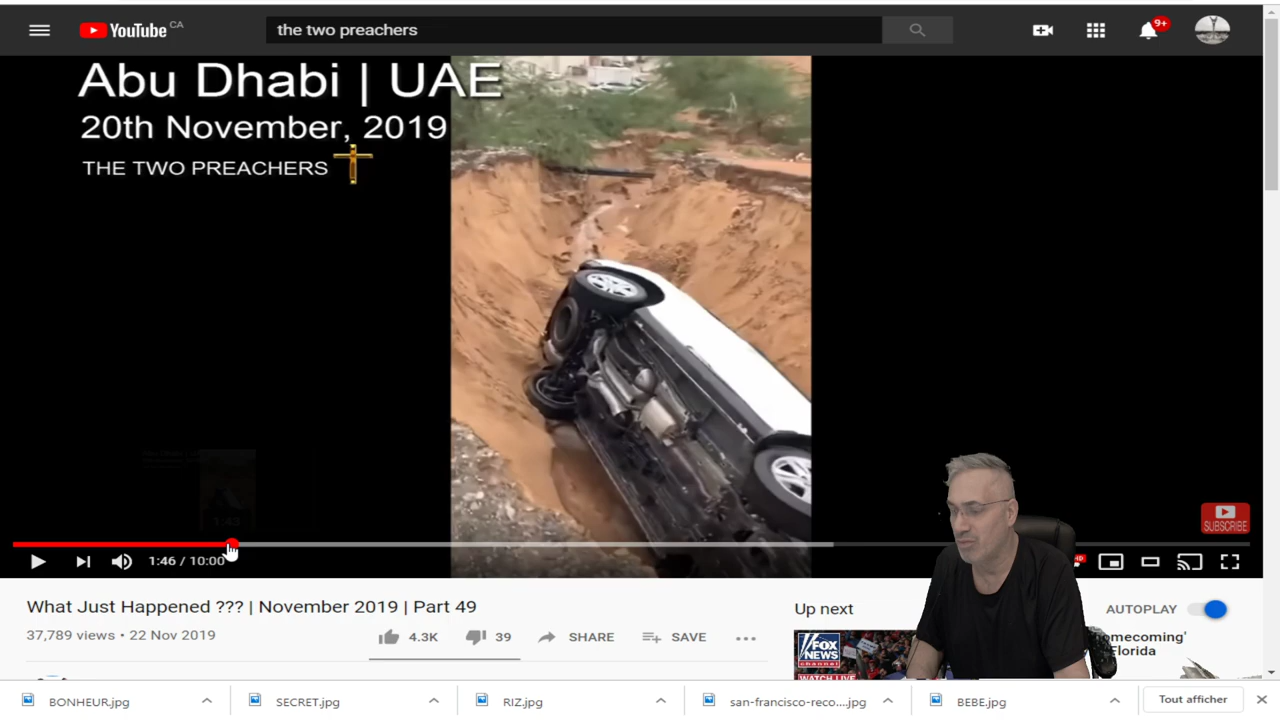 YouTube CA
the two preachers
9+
Abu Dhabi | UAE
20th November, 2019
THE TWO PREACHERS
SUBSCRIBE
1:46 / 10:00
HD
What Just Happened ??? | November 2019 | Part 49
37,789 views • 22 Nov 2019
4.3K
39
SHARE
SAVE
Up next
AUTOPLAY
FOX
NEWS
channel
WATCH LIVE
omecoming'
Florida
BONHEUR.jpg
SECRET.jpg
RIZ.jpg
san-francisco-reco....jpg
BEBE.jpg
Tout afficher